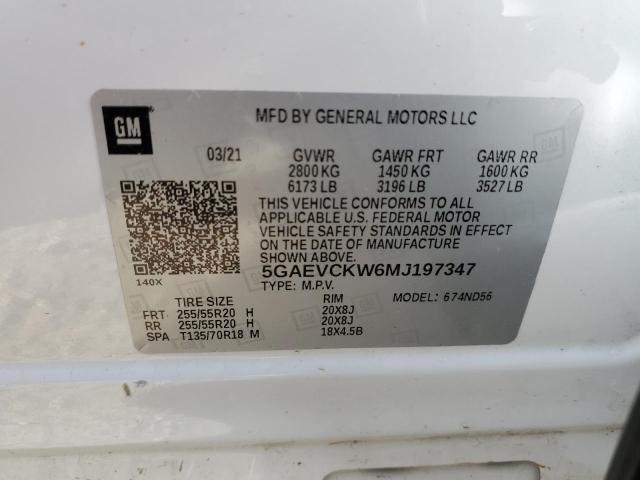 GM
MFD BY GENERAL MOTORS LLC
03/21 GVWR GAWR FRT GAWR RR
2800 KG 1450 KG 1600 KG
6173 LB 3196 LB 3527 LB
THIS VEHICLE CONFORMS TO ALL
APPLICABLE U.S. FEDERAL MOTOR
VEHICLE SAFETY STANDARDS IN EFFECT
ON THE DATE OF MANUFACTURE
SHOWN ABOVE.
5GAEVCKW6MJ197347
140X
TYPE: M.P.V. MODEL: 674ND56
TIRE SIZE RIM
FRT 255/55R20 H 20X8J
RR 255/55R20 H 20X8J
SPA T135/70R18 M 18X4.5B